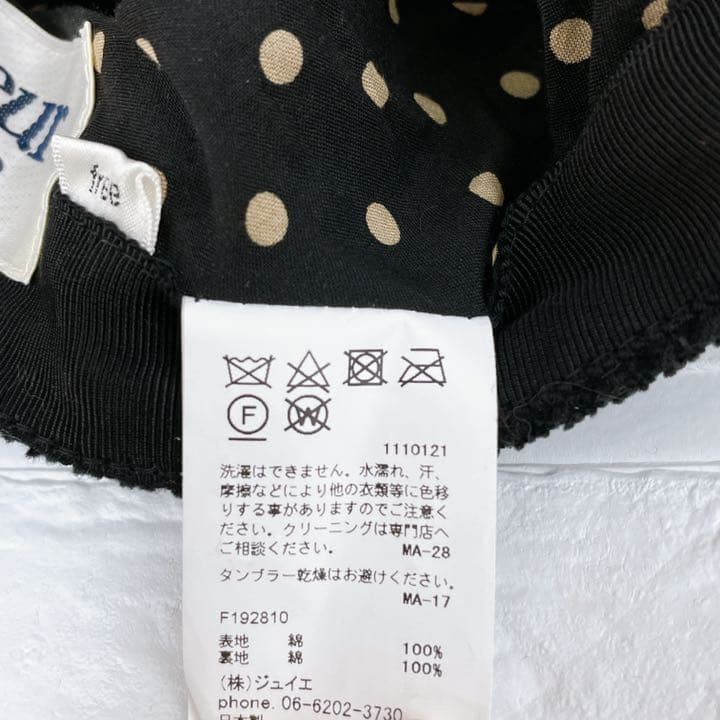 free
F
W
1110121
洗濯はできません。水濡れ、汗、
摩擦などにより他の衣類等に色移
りする事がありますのでご注意く
ださい。クリーニングは専門店へ
ご相談ください。 MA-28
タンブラー乾燥はお避けください。
MA-17
F192810
表地 綿 100%
裏地 綿 100%
(株)ジュイエ
phone. 06-6202-3730
日本製